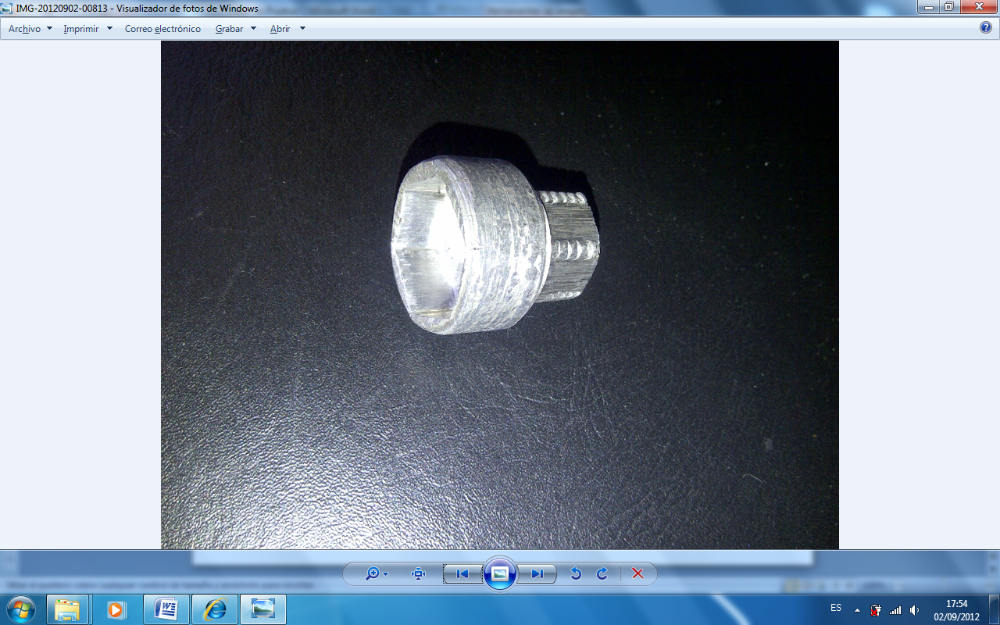 IMG-20120902-00813 - Visualizador de fotos de Windows
Archivo Imprimir Correo electrónico Grabar Abrir
ES
17:54
02/09/2012